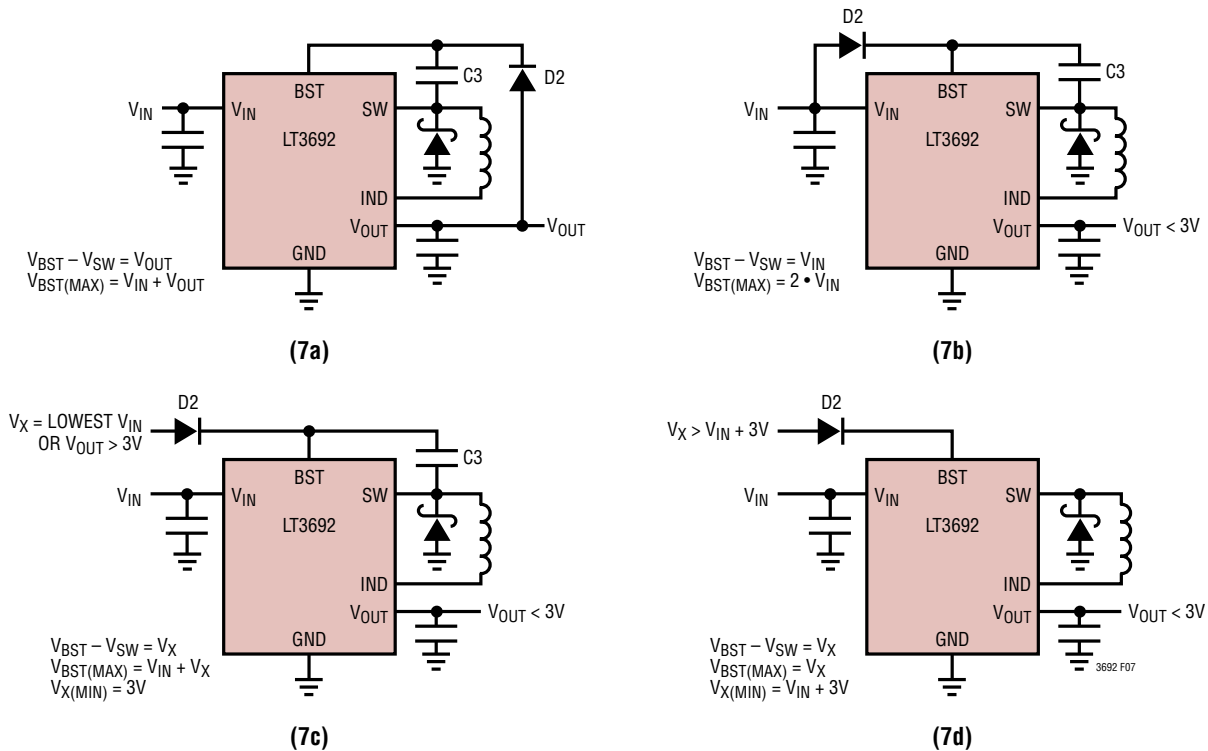 D2
C3
BST
V_IN
V_IN
SW
LT3692
IND
V_OUT
V_OUT
GND
V_BST – V_SW = V_OUT
V_BST(MAX) = V_IN + V_OUT
(7a)
D2
C3
BST
V_IN
V_IN
SW
LT3692
IND
V_OUT
V_OUT < 3V
GND
V_BST – V_SW = V_IN
V_BST(MAX) = 2 • V_IN
(7b)
D2
V_X = LOWEST V_IN
OR V_OUT > 3V
C3
BST
V_IN
V_IN
SW
LT3692
IND
V_OUT
V_OUT < 3V
GND
V_BST – V_SW = V_X
V_BST(MAX) = V_IN + V_X
V_X(MIN) = 3V
(7c)
D2
V_X > V_IN + 3V
BST
V_IN
V_IN
SW
LT3692
IND
V_OUT
V_OUT < 3V
GND
V_BST – V_SW = V_X
V_BST(MAX) = V_X
V_X(MIN) = V_IN + 3V
3692 F07
(7d)